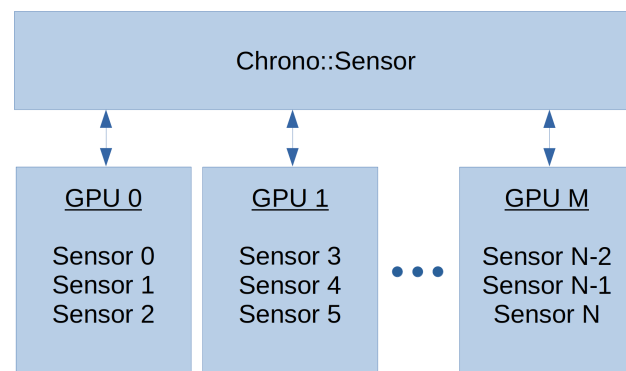 Chrono::Sensor
GPU 0
Sensor 0
Sensor 1
Sensor 2
GPU 1
Sensor 3
Sensor 4
Sensor 5
GPU M
Sensor N-2
Sensor N-1
Sensor N